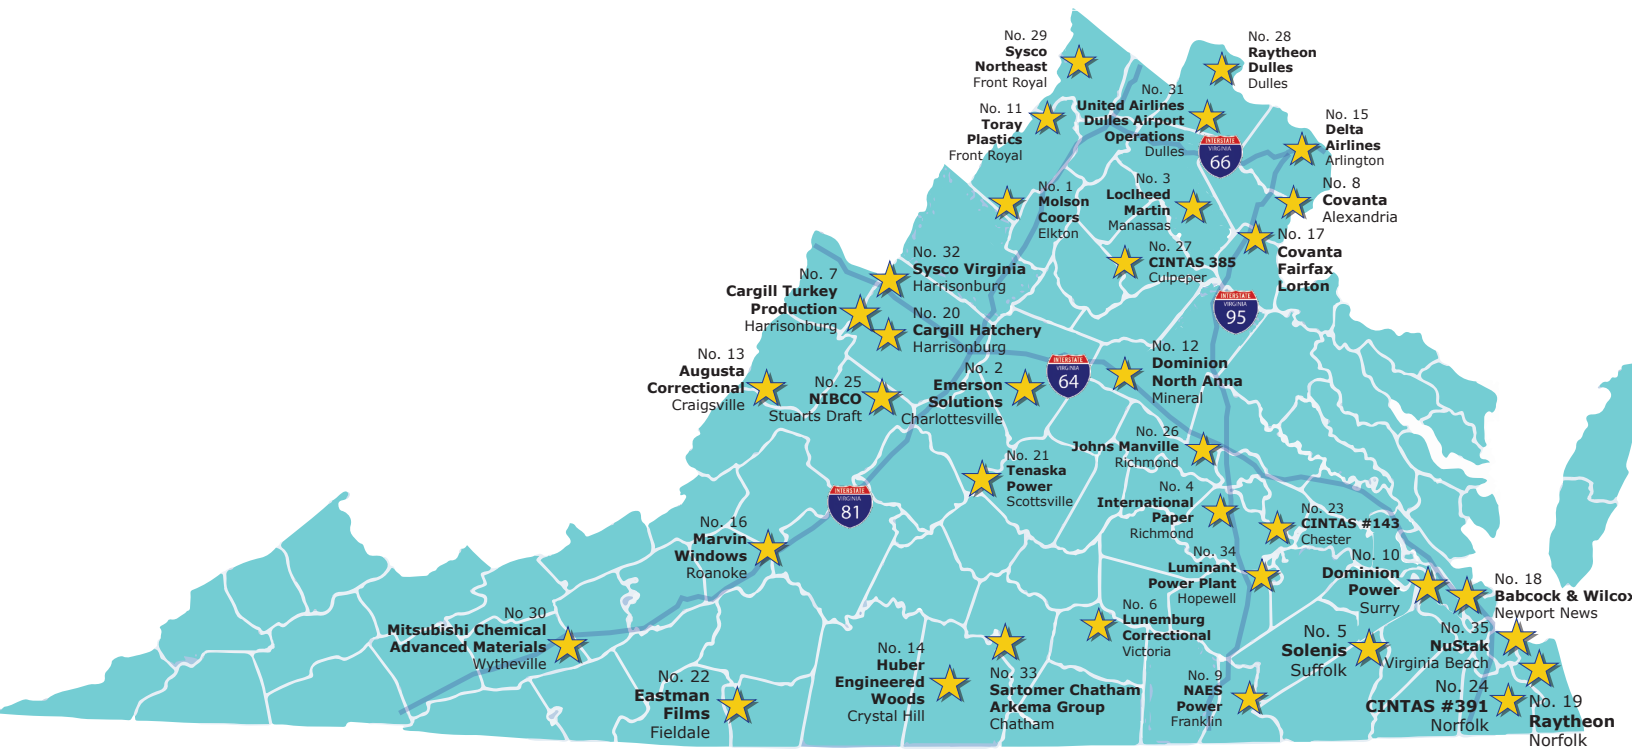 No. 29
Sysco
Northeast
Front Royal
No. 28
Raytheon
Dulles
Dulles
No. 31
United Airlines
Dulles Airport
Operations
Dulles
No. 11
Toray
Plastics
Front Royal
No. 15
Delta
Airlines
Arlington
INTERSTATE
VIRGINIA
66
No. 1
Molson
Coors
Elkton
No. 3
Loclheed
Martin
Manassas
No. 8
Covanta
Alexandria
No. 17
Covanta
Fairfax
Lorton
No. 27
CINTAS 385
Culpeper
No. 32
Sysco Virginia
Harrisonburg
No. 7
Cargill Turkey
Production
Harrisonburg
No. 20
Cargill Hatchery
Harrisonburg
INTERSTATE
VIRGINIA
95
No. 13
Augusta
Correctional
Craigsville
No. 25
NIBCO
Stuarts Draft
No. 2
Emerson
Solutions
Charlottesville
INTERSTATE
VIRGINIA
64
No. 12
Dominion
North Anna
Mineral
No. 26
Johns Manville
Richmond
No. 21
Tenaska
Power
Scottsville
No. 4
International
Paper
Richmond
INTERSTATE
VIRGINIA
81
No. 23
CINTAS #143
Chester
No. 16
Marvin
Windows
Roanoke
No. 34
Luminant
Power Plant
Hopewell
No. 10
Dominion
Power
Surry
No. 18
Babcock & Wilcox
Newport News
No 30
Mitsubishi Chemical
Advanced Materials
Wytheville
No. 6
Lunemburg
Correctional
Victoria
No. 5
Solenis
Suffolk
No. 35
NuStak
Virginia Beach
No. 14
Huber
Engineered
Woods
Crystal Hill
No. 33
Sartomer Chatham
Arkema Group
Chatham
No. 22
Eastman
Films
Fieldale
No. 9
NAES
Power
Franklin
No. 24
CINTAS #391
Norfolk
No. 19
Raytheon
Norfolk